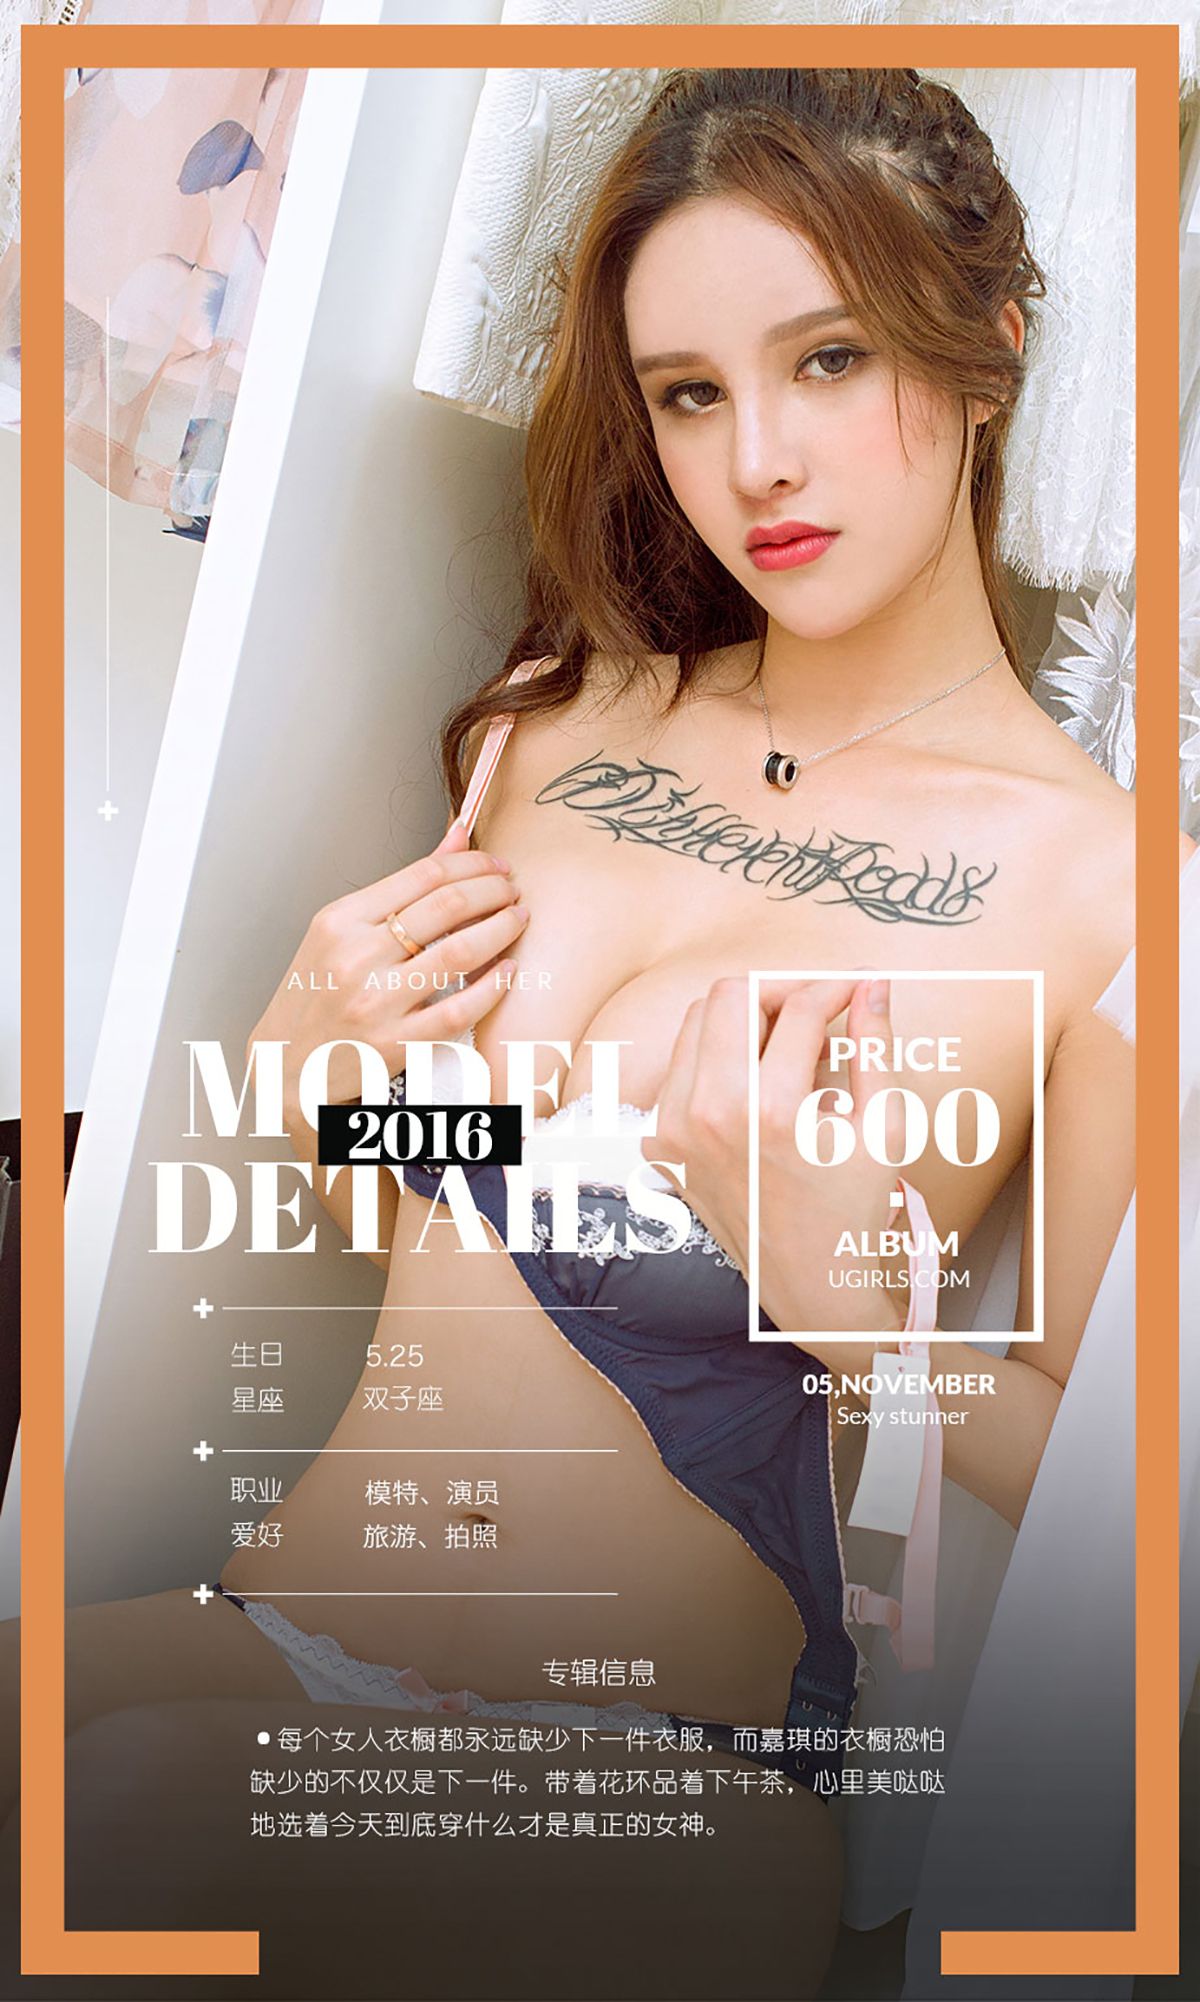 Different Roads
ALL ABOUT HER
MODEL
2016
DETAILS
PRICE
600
ALBUM
UGIRLS.COM
05,NOVEMBER
Sexy stunner
生日 5.25
星座 双子座
职业 模特、演员
爱好 旅游、拍照
专辑信息
●每个女人衣橱都永远缺少下一件衣服，而嘉琪的衣橱恐怕
缺少的不仅仅是下一件。带着花环品着下午茶，心里美哒哒
地选着今天到底穿什么才是真正的女神。